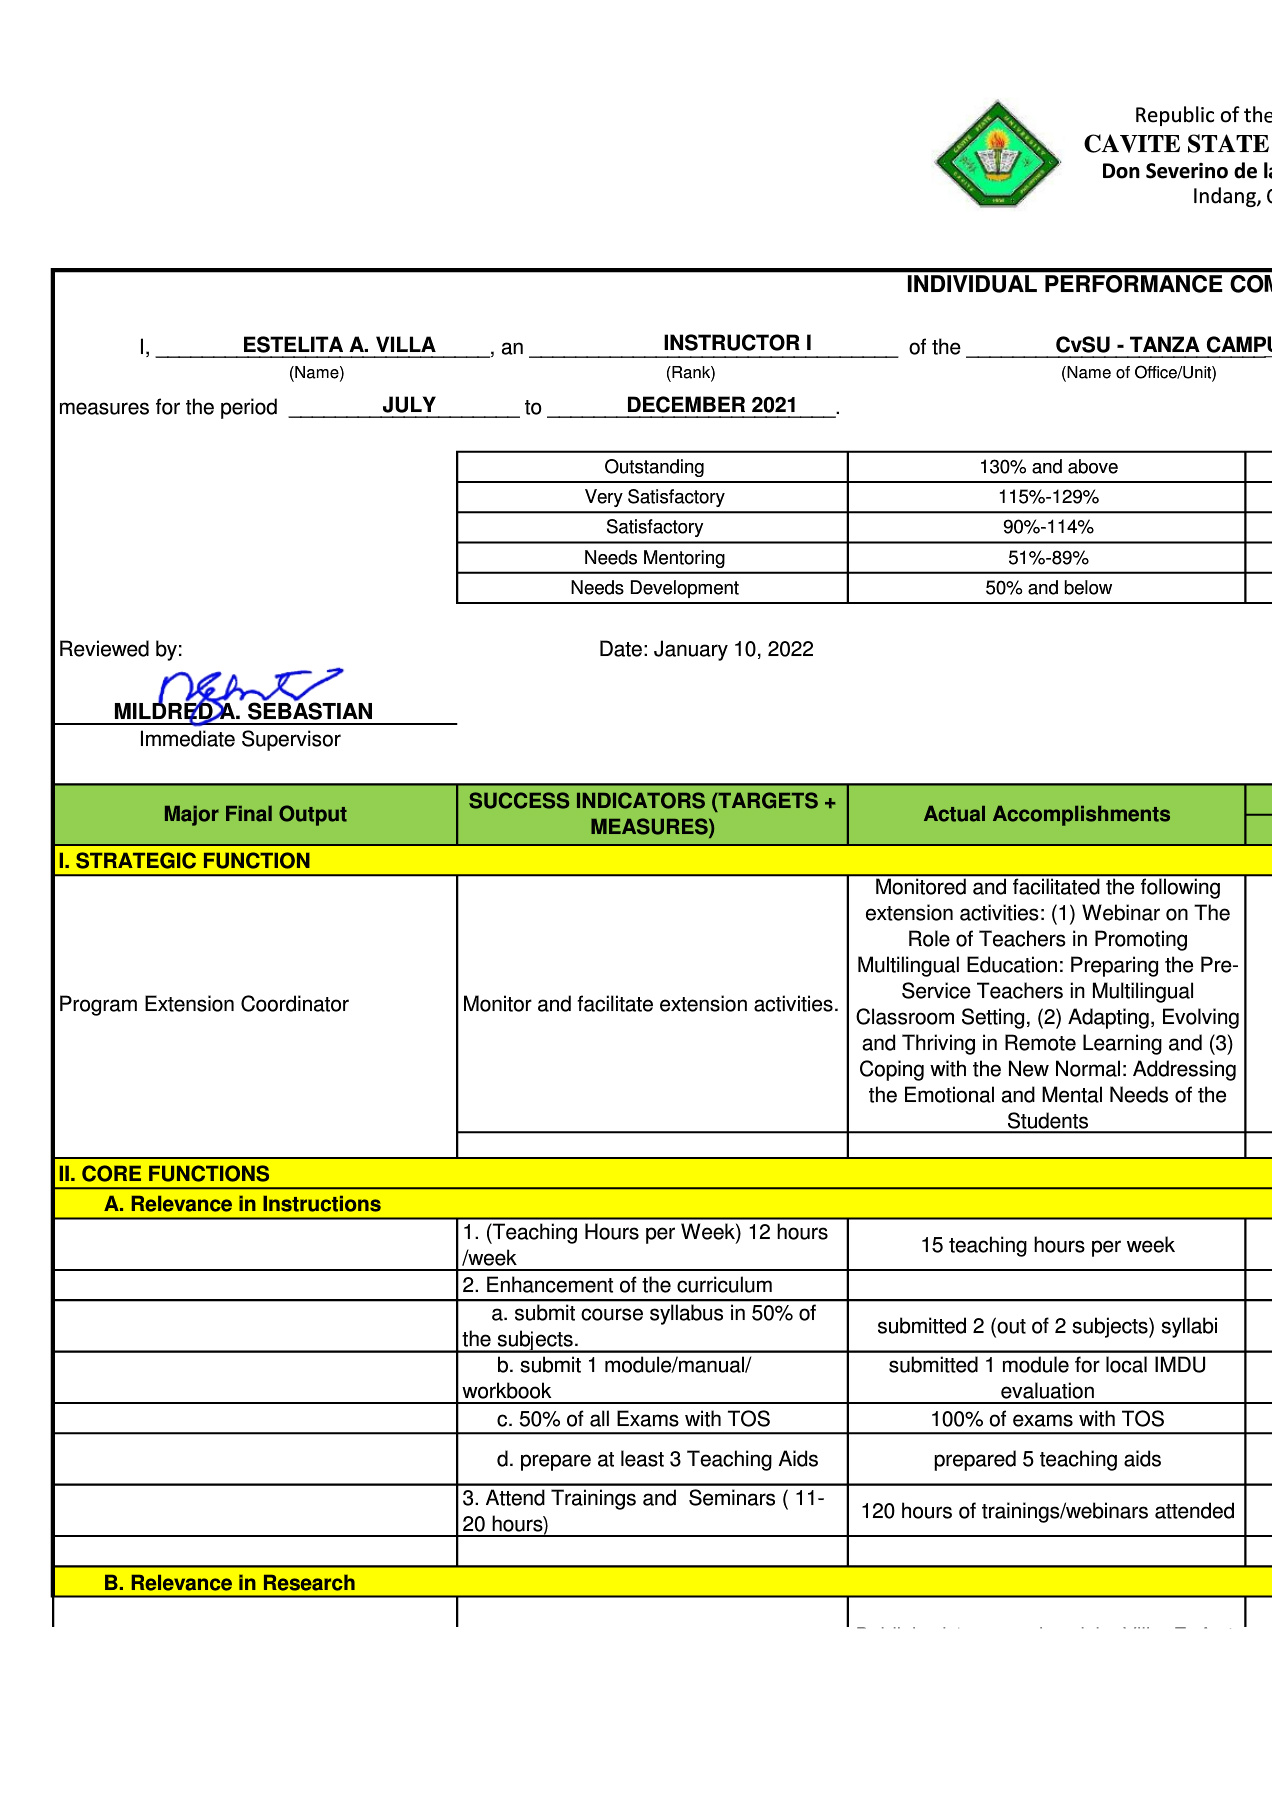 Republic of the
CAVITE STATE
Don Severino de la
Indang,
INDIVIDUAL PERFORMANCE COM
I, ESTELITA A. VILLA, an INSTRUCTOR I of the CvSU - TANZA CAMPU
(Name) (Rank) (Name of Office/Unit)
measures for the period JULY to DECEMBER 2021.
Outstanding 130% and above
Very Satisfactory 115%-129%
Satisfactory 90%-114%
Needs Mentoring 51%-89%
Needs Development 50% and below
Reviewed by: Date: January 10, 2022
MILDRED A. SEBASTIAN
Immediate Supervisor
Major Final Output
SUCCESS INDICATORS (TARGETS +
MEASURES)
Actual Accomplishments
I. STRATEGIC FUNCTION
Program Extension Coordinator
Monitor and facilitate extension activities.
Monitored and facilitated the following
extension activities: (1) Webinar on The
Role of Teachers in Promoting
Multilingual Education: Preparing the Pre-
Service Teachers in Multilingual
Classroom Setting, (2) Adapting, Evolving
and Thriving in Remote Learning and (3)
Coping with the New Normal: Addressing
the Emotional and Mental Needs of the
Students
II. CORE FUNCTIONS
A. Relevance in Instructions
1. (Teaching Hours per Week) 12 hours
/week
15 teaching hours per week
2. Enhancement of the curriculum
a. submit course syllabus in 50% of
the subjects.
submitted 2 (out of 2 subjects) syllabi
b. submit 1 module/manual/
workbook
submitted 1 module for local IMDU
evaluation
c. 50% of all Exams with TOS
100% of exams with TOS
d. prepare at least 3 Teaching Aids
prepared 5 teaching aids
3. Attend Trainings and Seminars ( 11-
20 hours)
120 hours of trainings/webinars attended
B. Relevance in Research